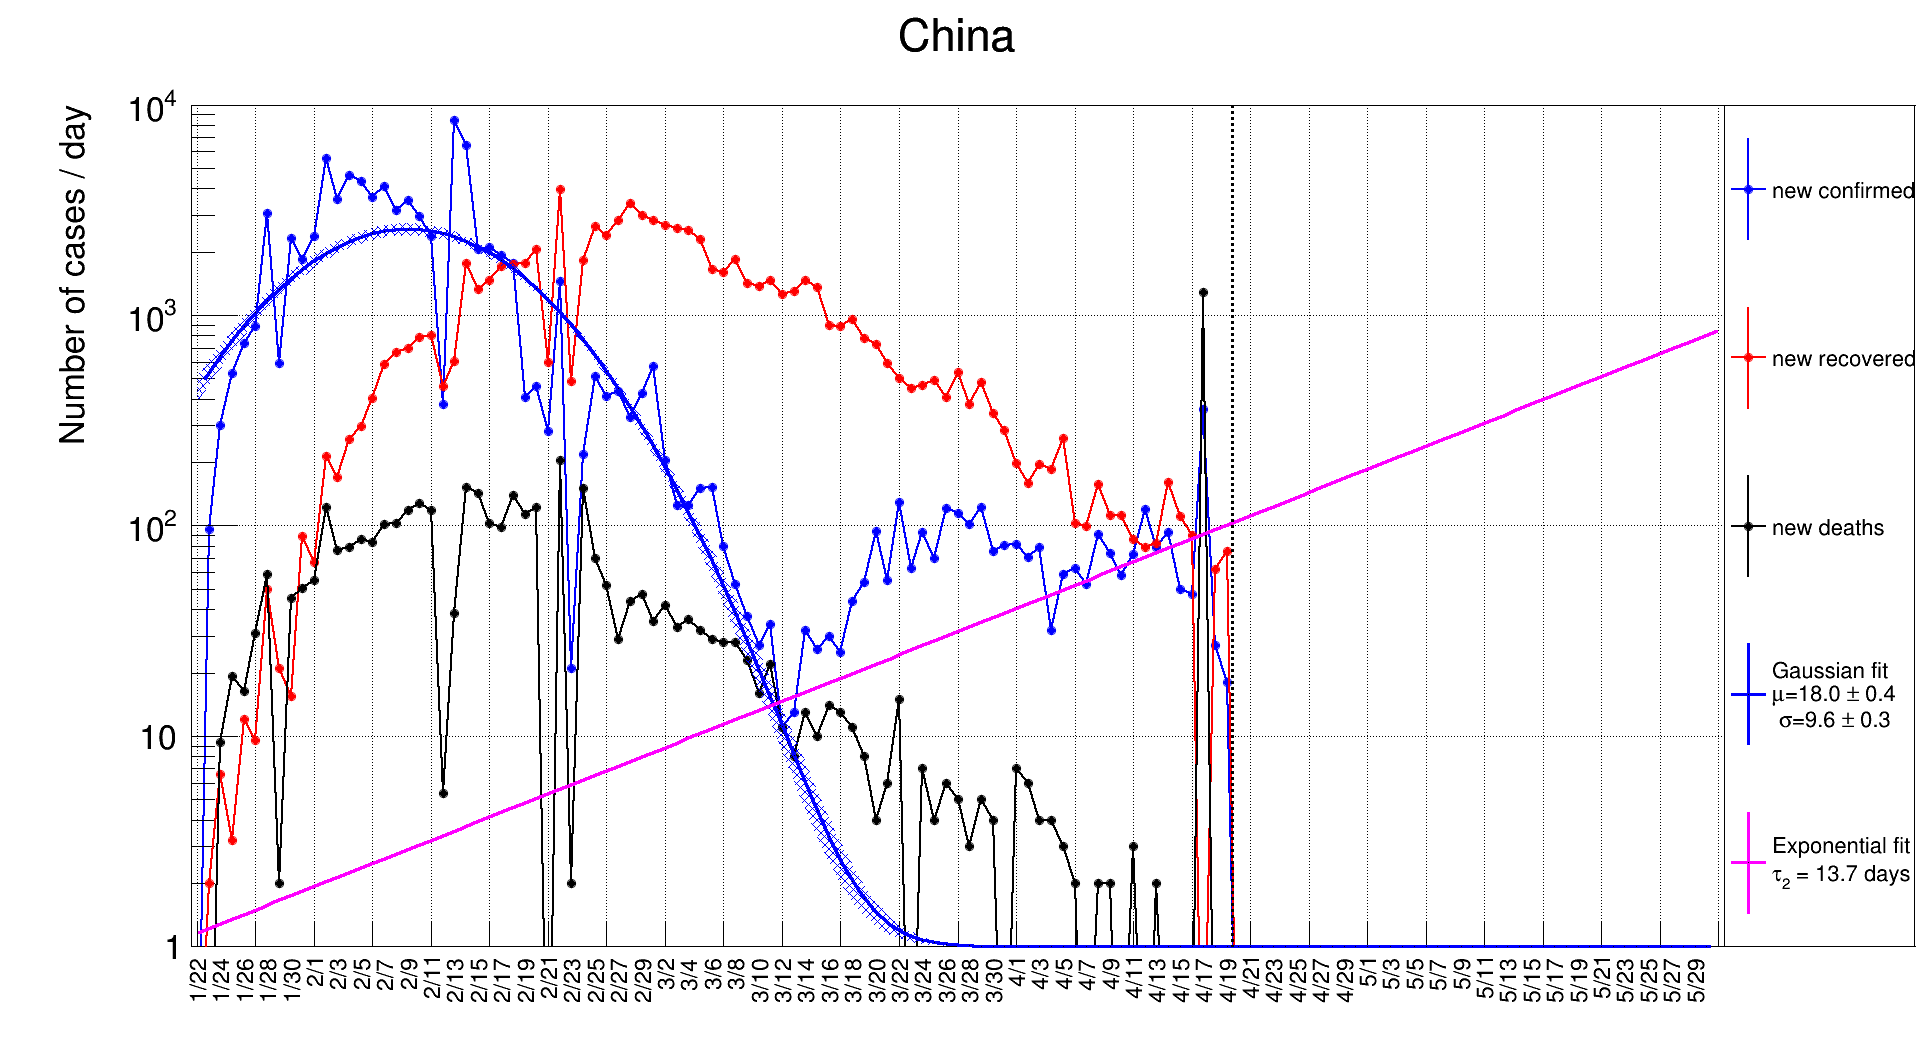 China
Number of cases / day
10⁴
10³
10²
10
1
1/22 1/24 1/26 1/28 1/30 2/1 2/3 2/5 2/7 2/9 2/11 2/13 2/15 2/17 2/19 2/21 2/23 2/25 2/27 2/29 3/2 3/4 3/6 3/8 3/10 3/12 3/14 3/16 3/18 3/20 3/22 3/24 3/26 3/28 3/30 4/1 4/3 4/5 4/7 4/9 4/11 4/13 4/15 4/17 4/19 4/21 4/23 4/25 4/27 4/29 5/1 5/3 5/5 5/7 5/9 5/11 5/13 5/15 5/17 5/19 5/21 5/23 5/25 5/27 5/29
new confirmed
new recovered
new deaths
Gaussian fit
μ=18.0 ± 0.4
σ=9.6 ± 0.3
Exponential fit
τ₂ = 13.7 days